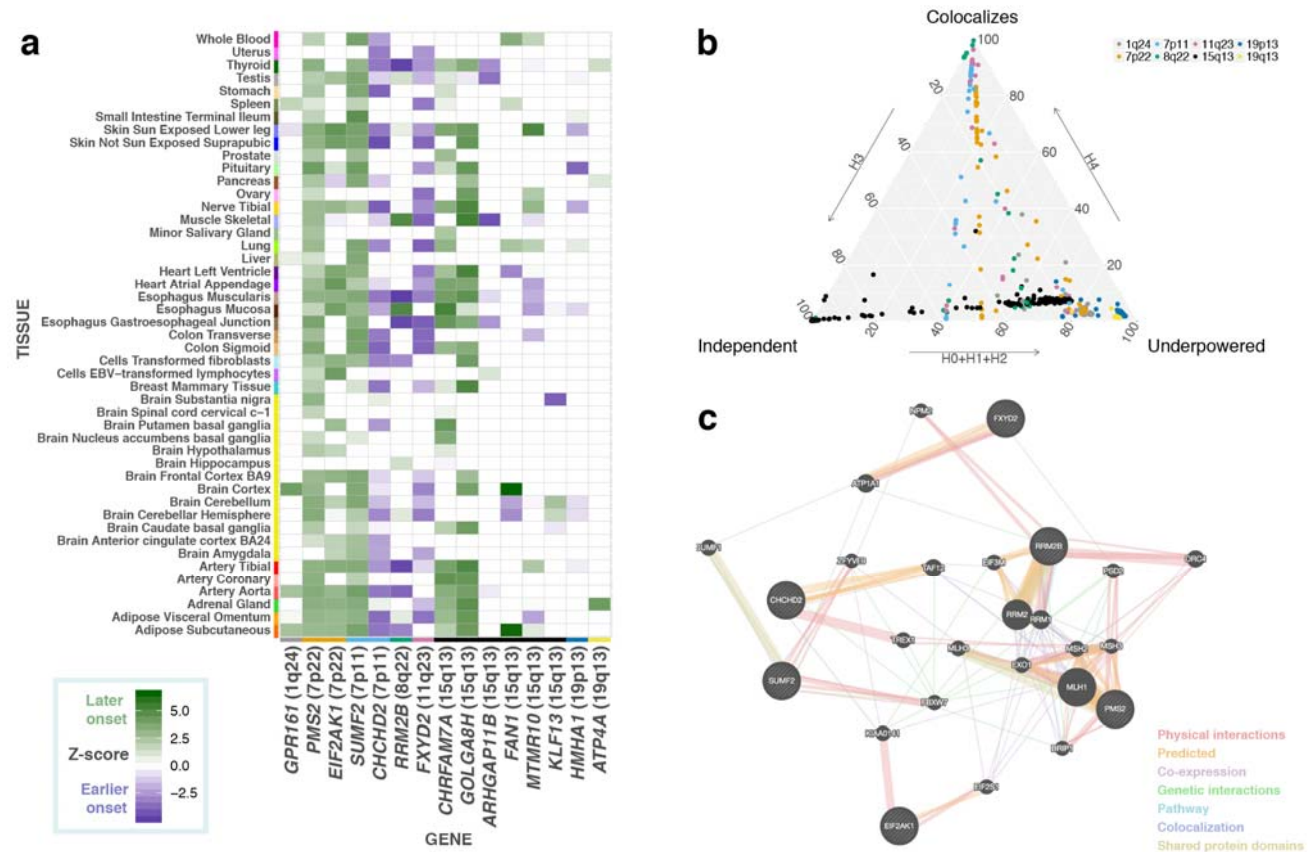 a
Whole Blood
Uterus
Thyroid
Testis
Stomach
Spleen
Small Intestine Terminal Ileum
Skin Sun Exposed Lower leg
Skin Not Sun Exposed Suprapubic
Prostate
Pituitary
Pancreas
Ovary
Nerve Tibial
Muscle Skeletal
Minor Salivary Gland
Lung
Liver
Heart Left Ventricle
Heart Atrial Appendage
Esophagus Muscularis
Esophagus Mucosa
Esophagus Gastroesophageal Junction
Colon Transverse
Colon Sigmoid
Cells Transformed fibroblasts
Cells EBV−transformed lymphocytes
Breast Mammary Tissue
Brain Substantia nigra
Brain Spinal cord cervical c−1
Brain Putamen basal ganglia
Brain Nucleus accumbens basal ganglia
Brain Hypothalamus
Brain Hippocampus
Brain Frontal Cortex BA9
Brain Cortex
Brain Cerebellum
Brain Cerebellar Hemisphere
Brain Caudate basal ganglia
Brain Anterior cingulate cortex BA24
Brain Amygdala
Artery Tibial
Artery Coronary
Artery Aorta
Adrenal Gland
Adipose Visceral Omentum
Adipose Subcutaneous
TISSUE
GPR161 (1q24)
PMS2 (7p22)
EIF2AK1 (7p22)
SUMF2 (7p11)
CHCHD2 (7p11)
RRM2B (8q22)
FXYD2 (11q23)
CHRFAM7A (15q13)
GOLGA8H (15q13)
ARHGAP11B (15q13)
FAN1 (15q13)
MTMR10 (15q13)
KLF13 (15q13)
HMHA1 (19p13)
ATP4A (19q13)
GENE
Later
onset
Z-score
Earlier
onset
5.0
2.5
0.0
−2.5
b
Colocalizes
1q24 7p11 11q23 19p13
7p22 8q22 15q13 19q13
100
80
60
40
20
H4
20
40
60
80
100
H3
20
40
60
80
100
H0+H1+H2
Independent
Underpowered
c
NPM2
FXYD2
ATP1A1
SUMF1
ZFYVE9
TAF12
EIF3M
RRM2B
PSD3
ORC4
CHCHD2
RRM2
RRM1
TREX1
MLH3
MSH2
MSH3
EXO1
SUMF2
MLH1
PMS2
FBXW7
BRIP1
EIF2S1
EIF2AK1
Physical interactions
Predicted
Co-expression
Genetic interactions
Pathway
Colocalization
Shared protein domains